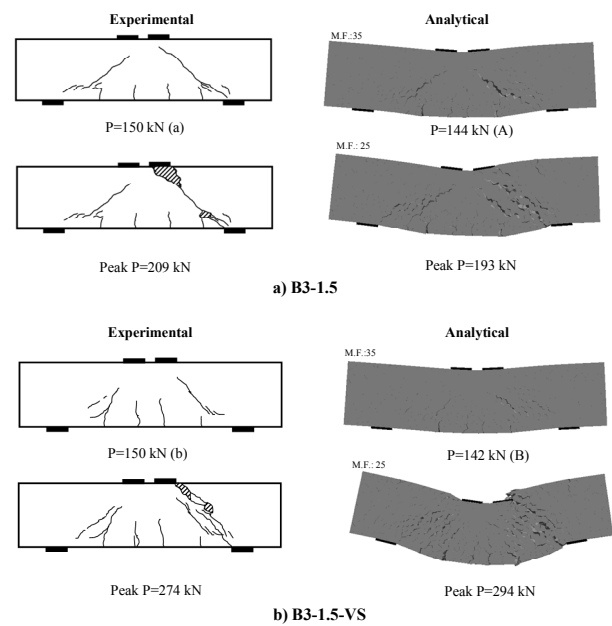 Experimental Analytical
M.F.:35
P=150 kN (a) P=144 kN (A)
M.F.: 25
Peak P=209 kN Peak P=193 kN
a) B3-1.5
Experimental Analytical
M.F.:35
P=150 kN (b) P=142 kN (B)
M.F.: 25
Peak P=274 kN Peak P=294 kN
b) B3-1.5-VS